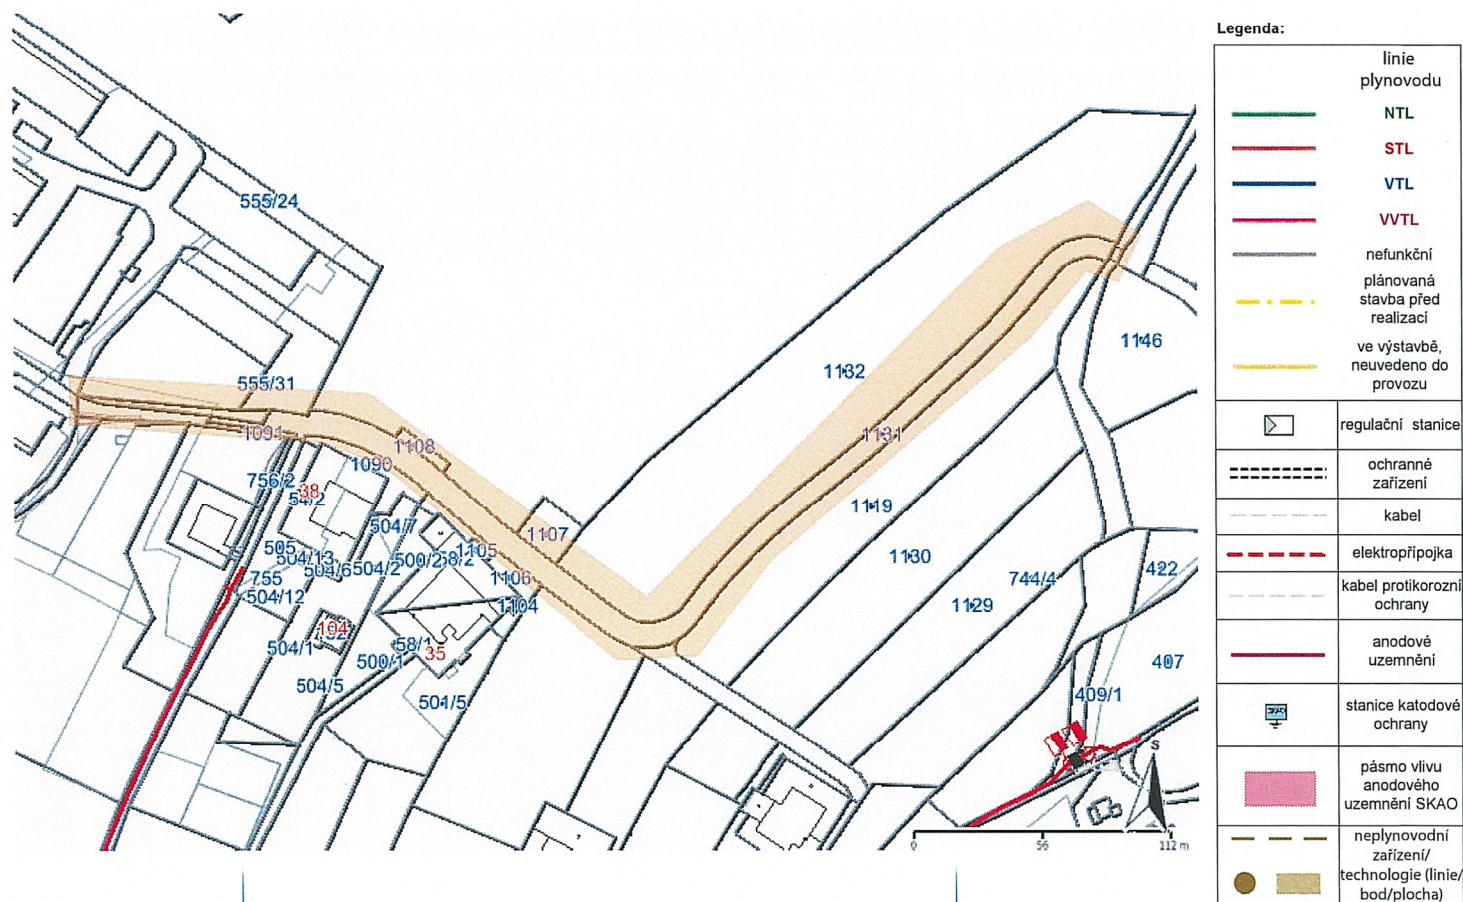 Legenda:
linie
plynovodu
NTL
STL
VTL
VVTL
nefunkční
plánovaná
stavba před
realizací
ve výstavbě,
neuvedeno do
provozu
regulační stanice
ochranné
zařízení
kabel
elektropřípojka
kabel protikorozní
ochrany
anodové
uzemnění
stanice katodové
ochrany
pásmo vlivu
anodového
uzemnění SKAO
neplynovodní
zařízení/
technologie (linie/
bod/plocha)
555/24
555/31
1132
1146
1091
1108
1090
1131
756/2
38
504/7
1107
1119
505
504/13
504/6
504/2
500/2
58/2
1105
1106
1104
1130
744/4
422
755
504/12
1129
104
504/1
58/1
35
500/1
504/5
501/5
407
409/1
S
0
56
112 m